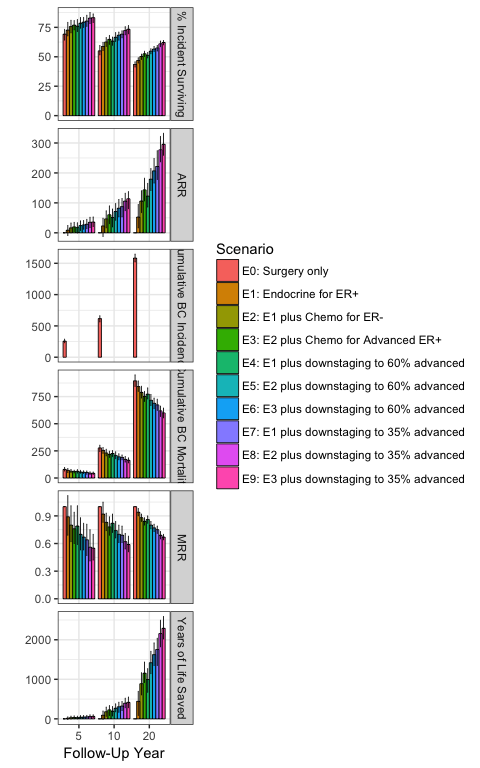 75
50
25
0
% Incident Surviving
300
200
100
0
ARR
1500
1000
500
0
umulative BC Inciden
750
500
250
0
umulative BC Mortali
0.9
0.6
0.3
0.0
MRR
2000
1000
0
Years of Life Saved
5 10 20
Follow-Up Year
Scenario
E0: Surgery only
E1: Endocrine for ER+
E2: E1 plus Chemo for ER-
E3: E2 plus Chemo for Advanced ER+
E4: E1 plus downstaging to 60% advanced
E5: E2 plus downstaging to 60% advanced
E6: E3 plus downstaging to 60% advanced
E7: E1 plus downstaging to 35% advanced
E8: E2 plus downstaging to 35% advanced
E9: E3 plus downstaging to 35% advanced